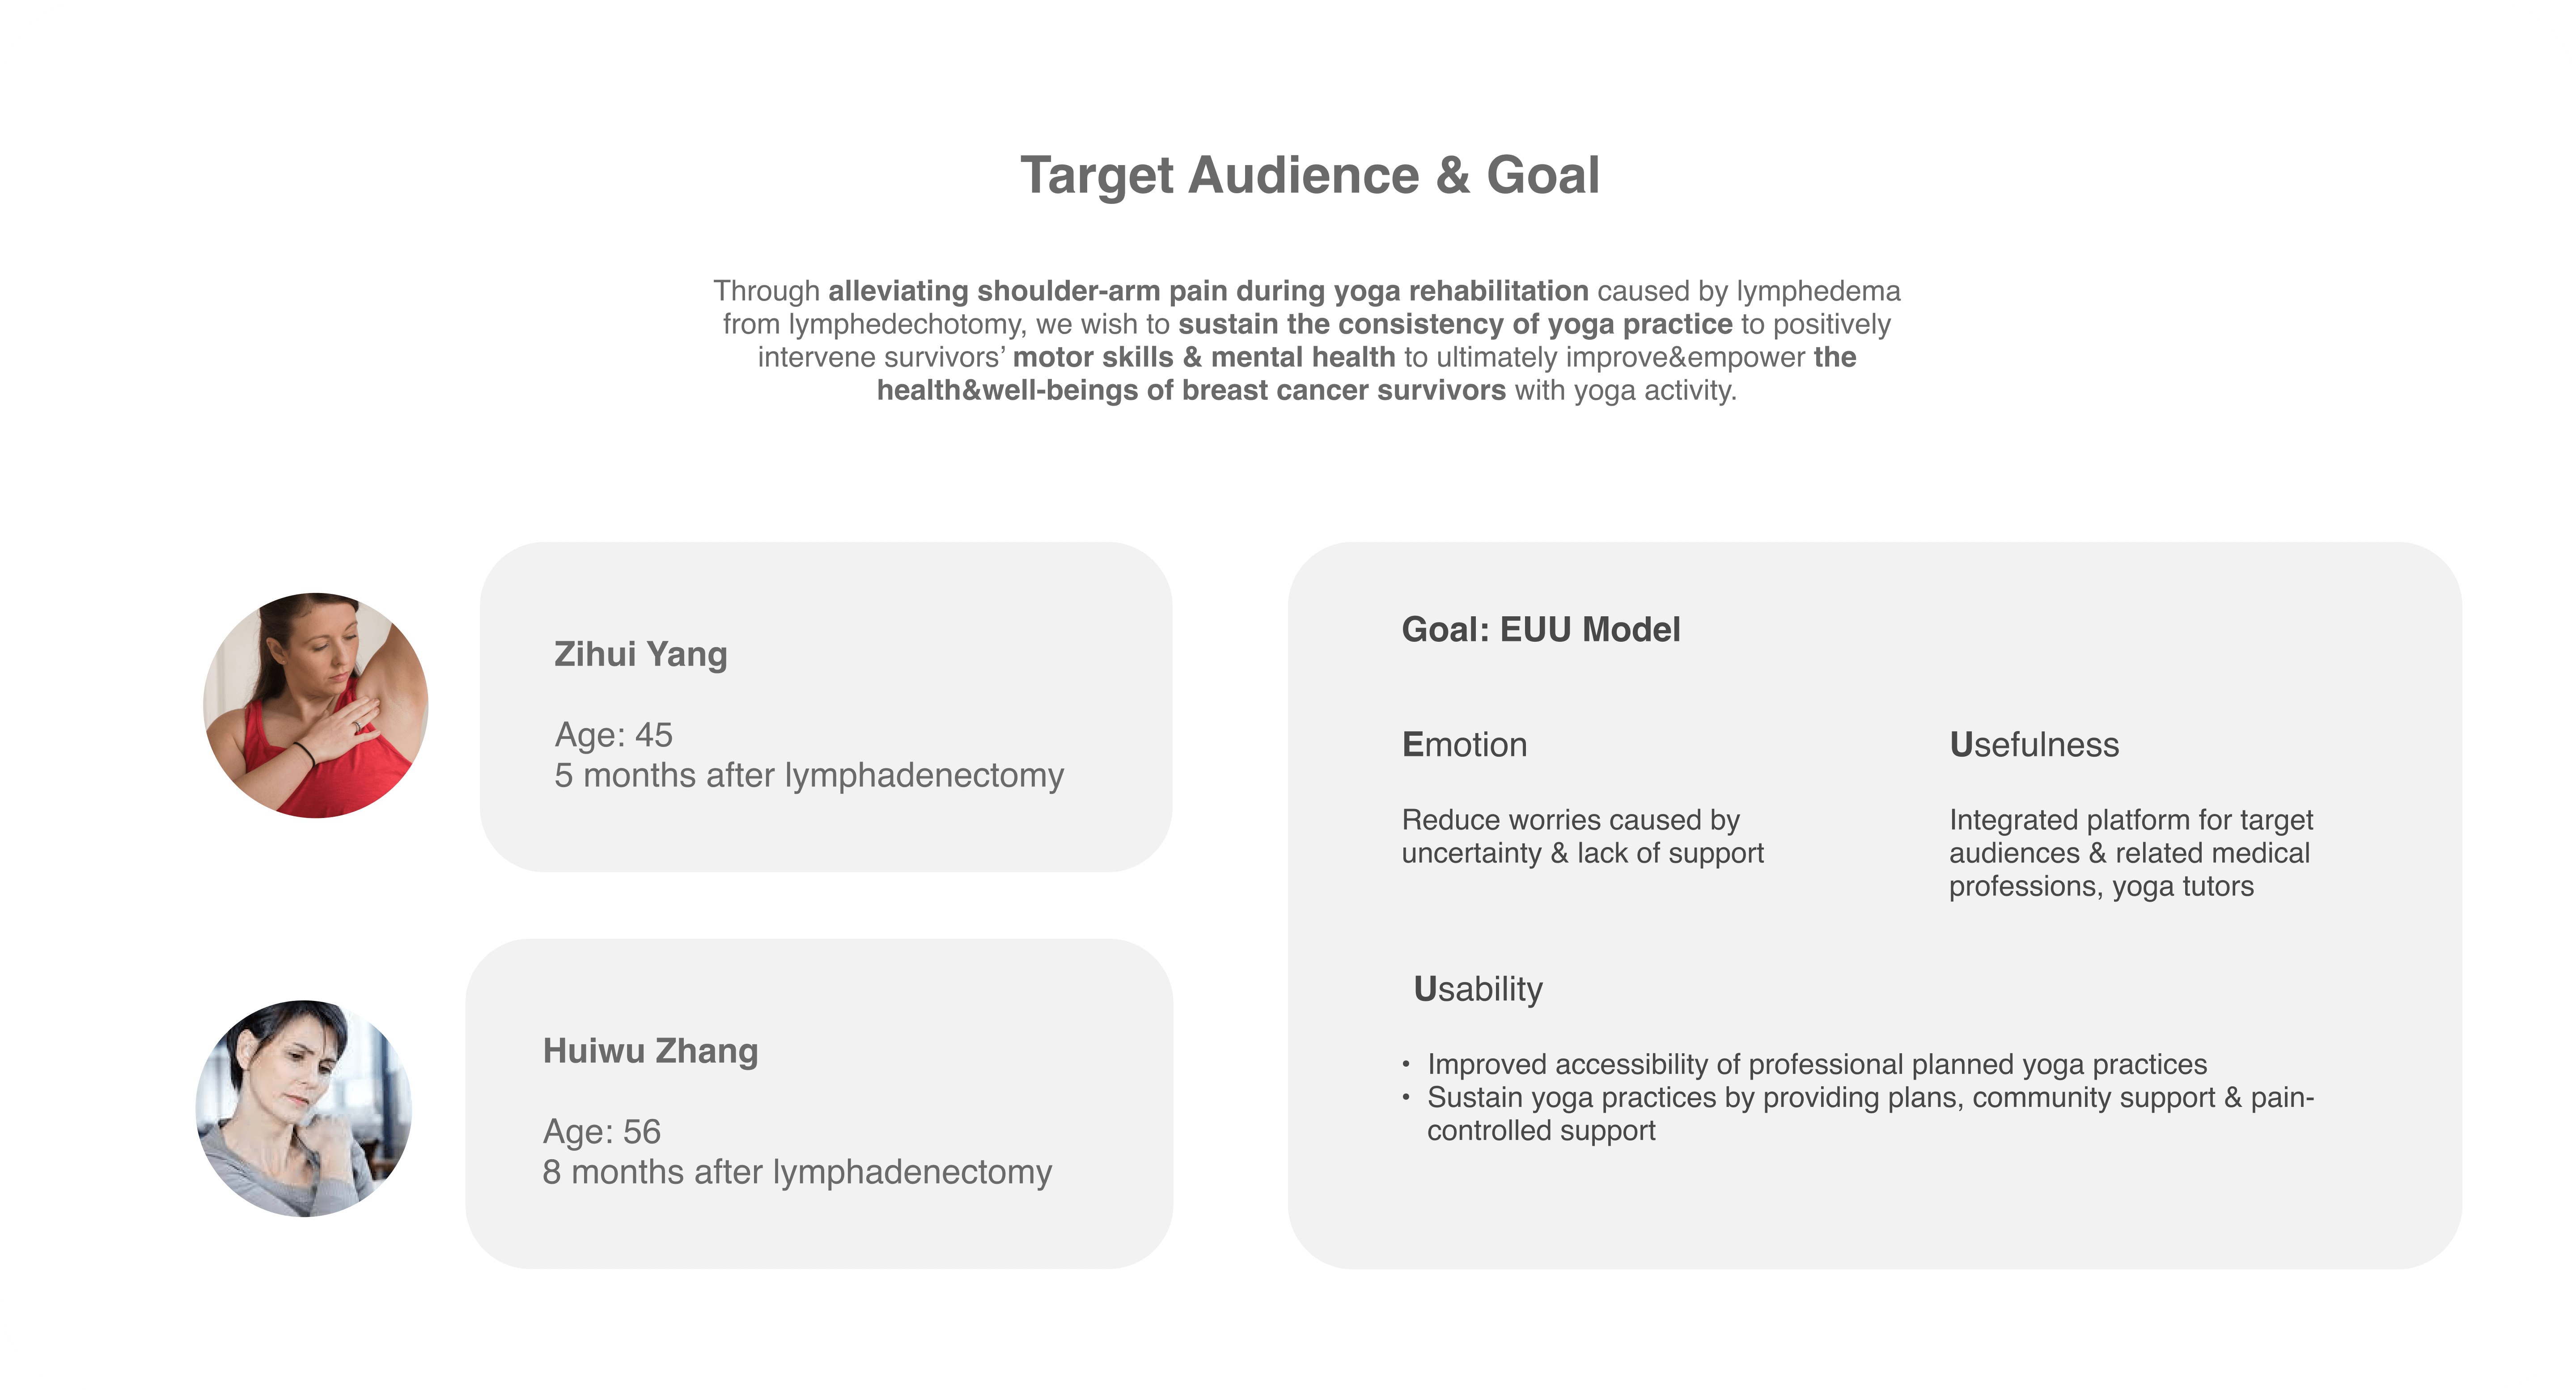 Target Audience & Goal
Through alleviating shoulder-arm pain during yoga rehabilitation caused by lymphedema
from lymphedechotomy, we wish to sustain the consistency of yoga practice to positively
intervene survivors’ motor skills & mental health to ultimately improve&empower the
health&well-beings of breast cancer survivors with yoga activity.
Zihui Yang
Age: 45
5 months after lymphadenectomy
Huiwu Zhang
Age: 56
8 months after lymphadenectomy
Goal: EUU Model
Emotion
Reduce worries caused by
uncertainty & lack of support
Usefulness
Integrated platform for target
audiences & related medical
professions, yoga tutors
Usability
• Improved accessibility of professional planned yoga practices
• Sustain yoga practices by providing plans, community support & pain-
controlled support